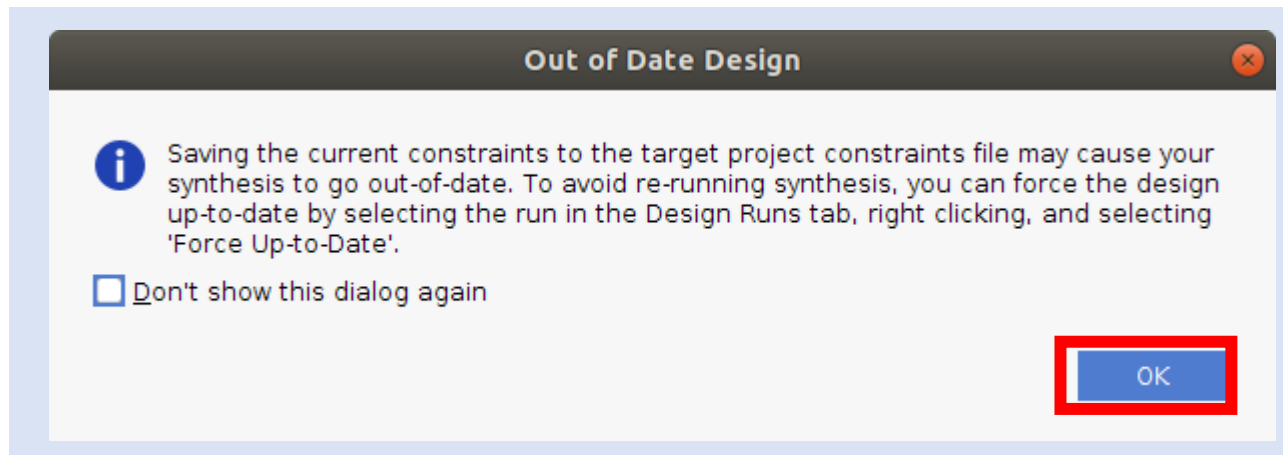 Out of Date Design
Saving the current constraints to the target project constraints file may cause your
synthesis to go out-of-date. To avoid re-running synthesis, you can force the design
up-to-date by selecting the run in the Design Runs tab, right clicking, and selecting
'Force Up-to-Date'.
Don't show this dialog again
OK